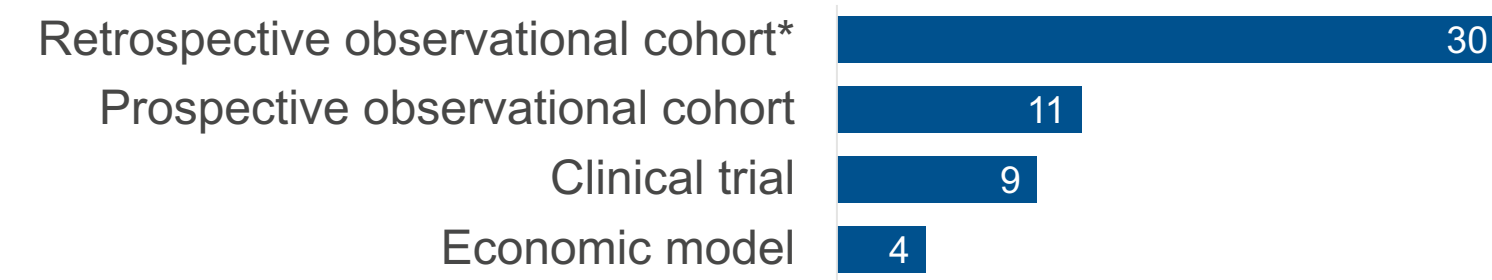 Retrospective observational cohort* 30
Prospective observational cohort 11
Clinical trial 9
Economic model 4